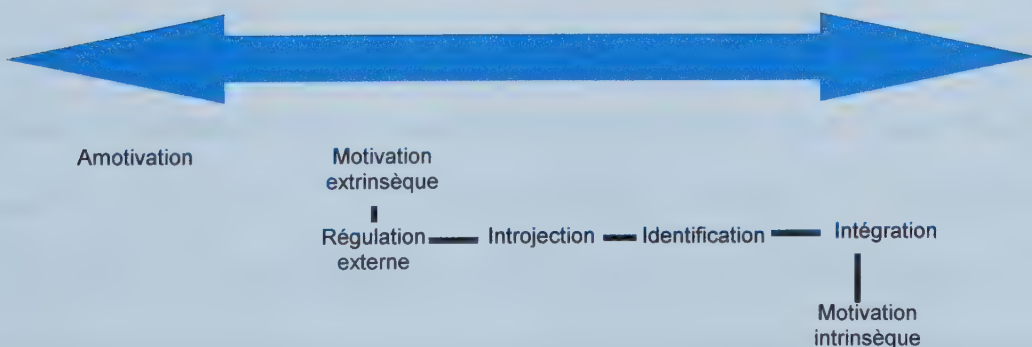 Amotivation
Motivation
extrinsèque
Régulation
externe
Introjection
Identification
Intégration
Motivation
intrinsèque